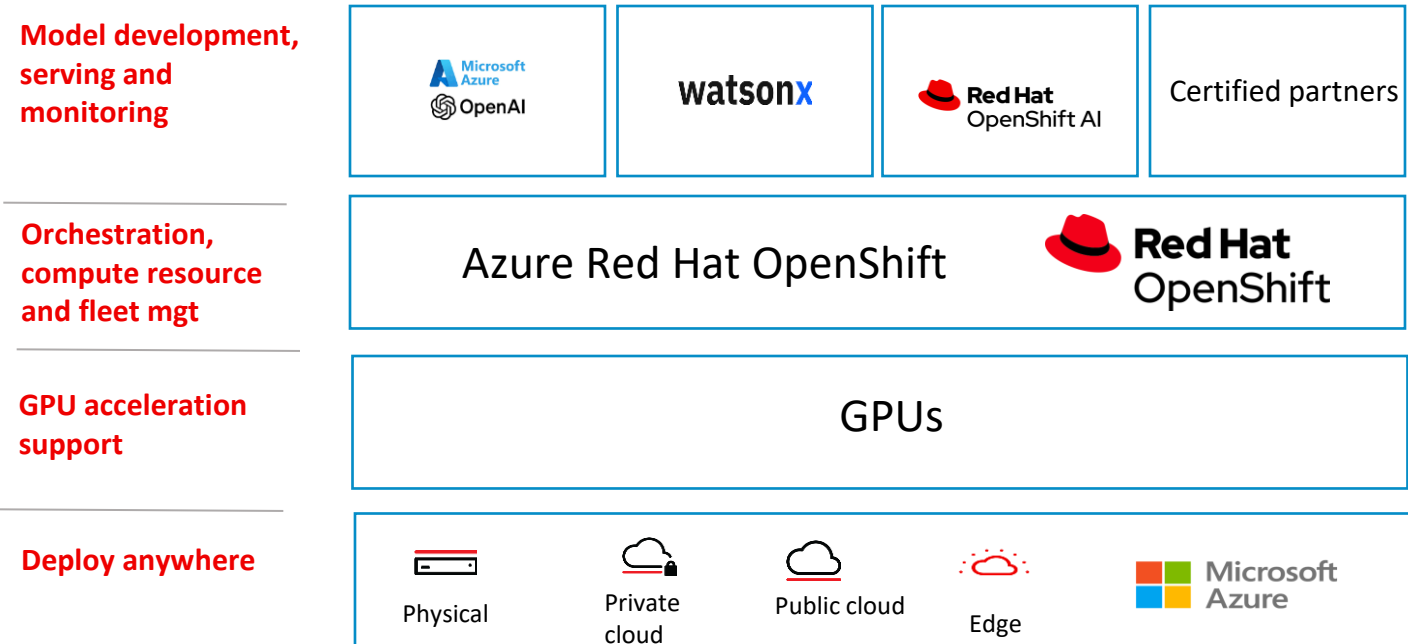 Model development,
serving and
monitoring
Microsoft
Azure
OpenAI
watsonx
Red Hat
OpenShift AI
Certified partners
Orchestration,
compute resource
and fleet mgt
Azure Red Hat OpenShift
Red Hat
OpenShift
GPU acceleration
support
GPUs
Deploy anywhere
Physical
Private
cloud
Public cloud
Edge
Microsoft
Azure